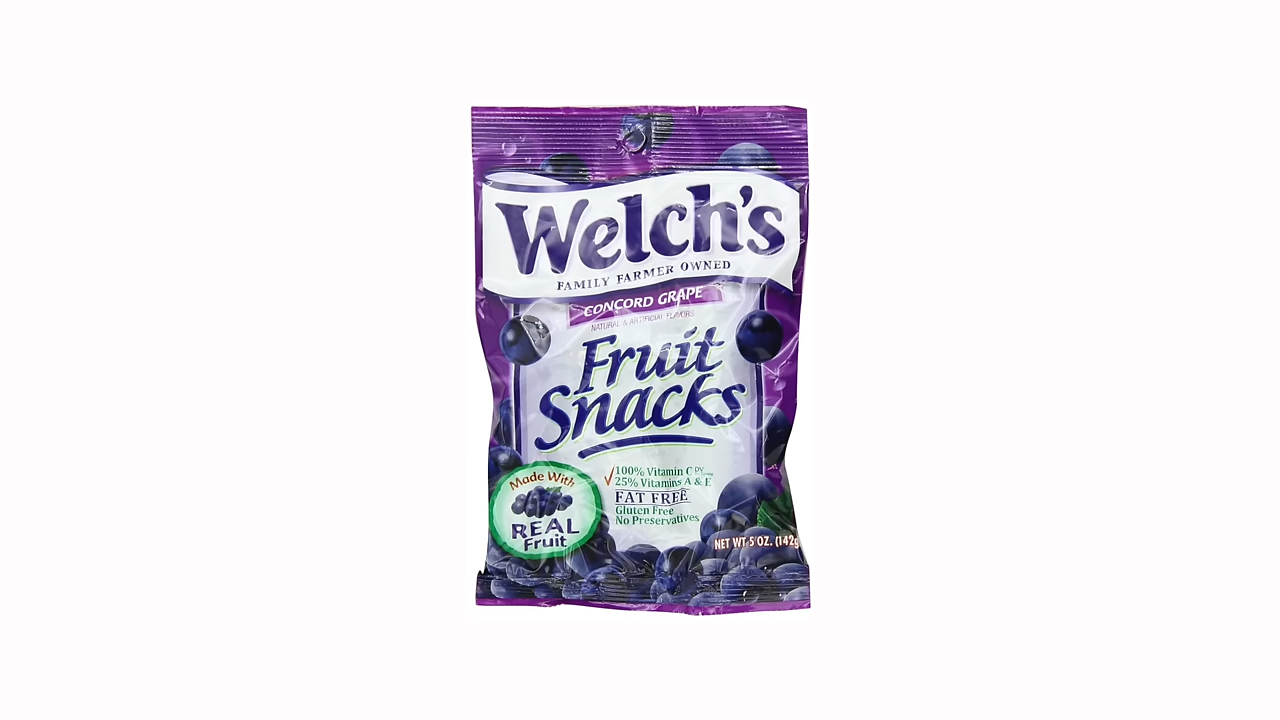 Welch's
FAMILY FARMER OWNED
CONCORD GRAPE
NATURAL & ARTIFICIAL FLAVORS
Fruit
Snacks
Made With
REAL
Fruit
100% Vitamin C DV
25% Vitamins A & E
FAT FREE
Gluten Free
No Preservatives
NET WT 5 OZ. (142g